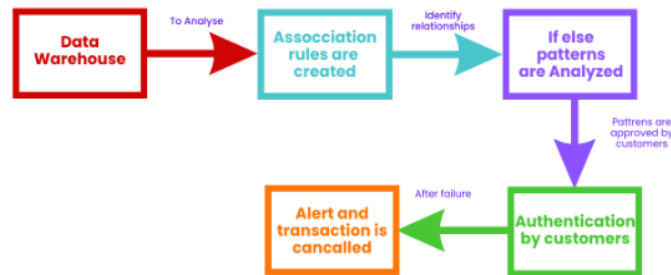 To Analyse
Identify
relationships
Data
Warehouse
Assocciation
rules are
created
If else
patterns
are Analyzed
Pattrens are
approved by
customers
After failure
Alert and
transaction is
cancalled
Authentication
by customers